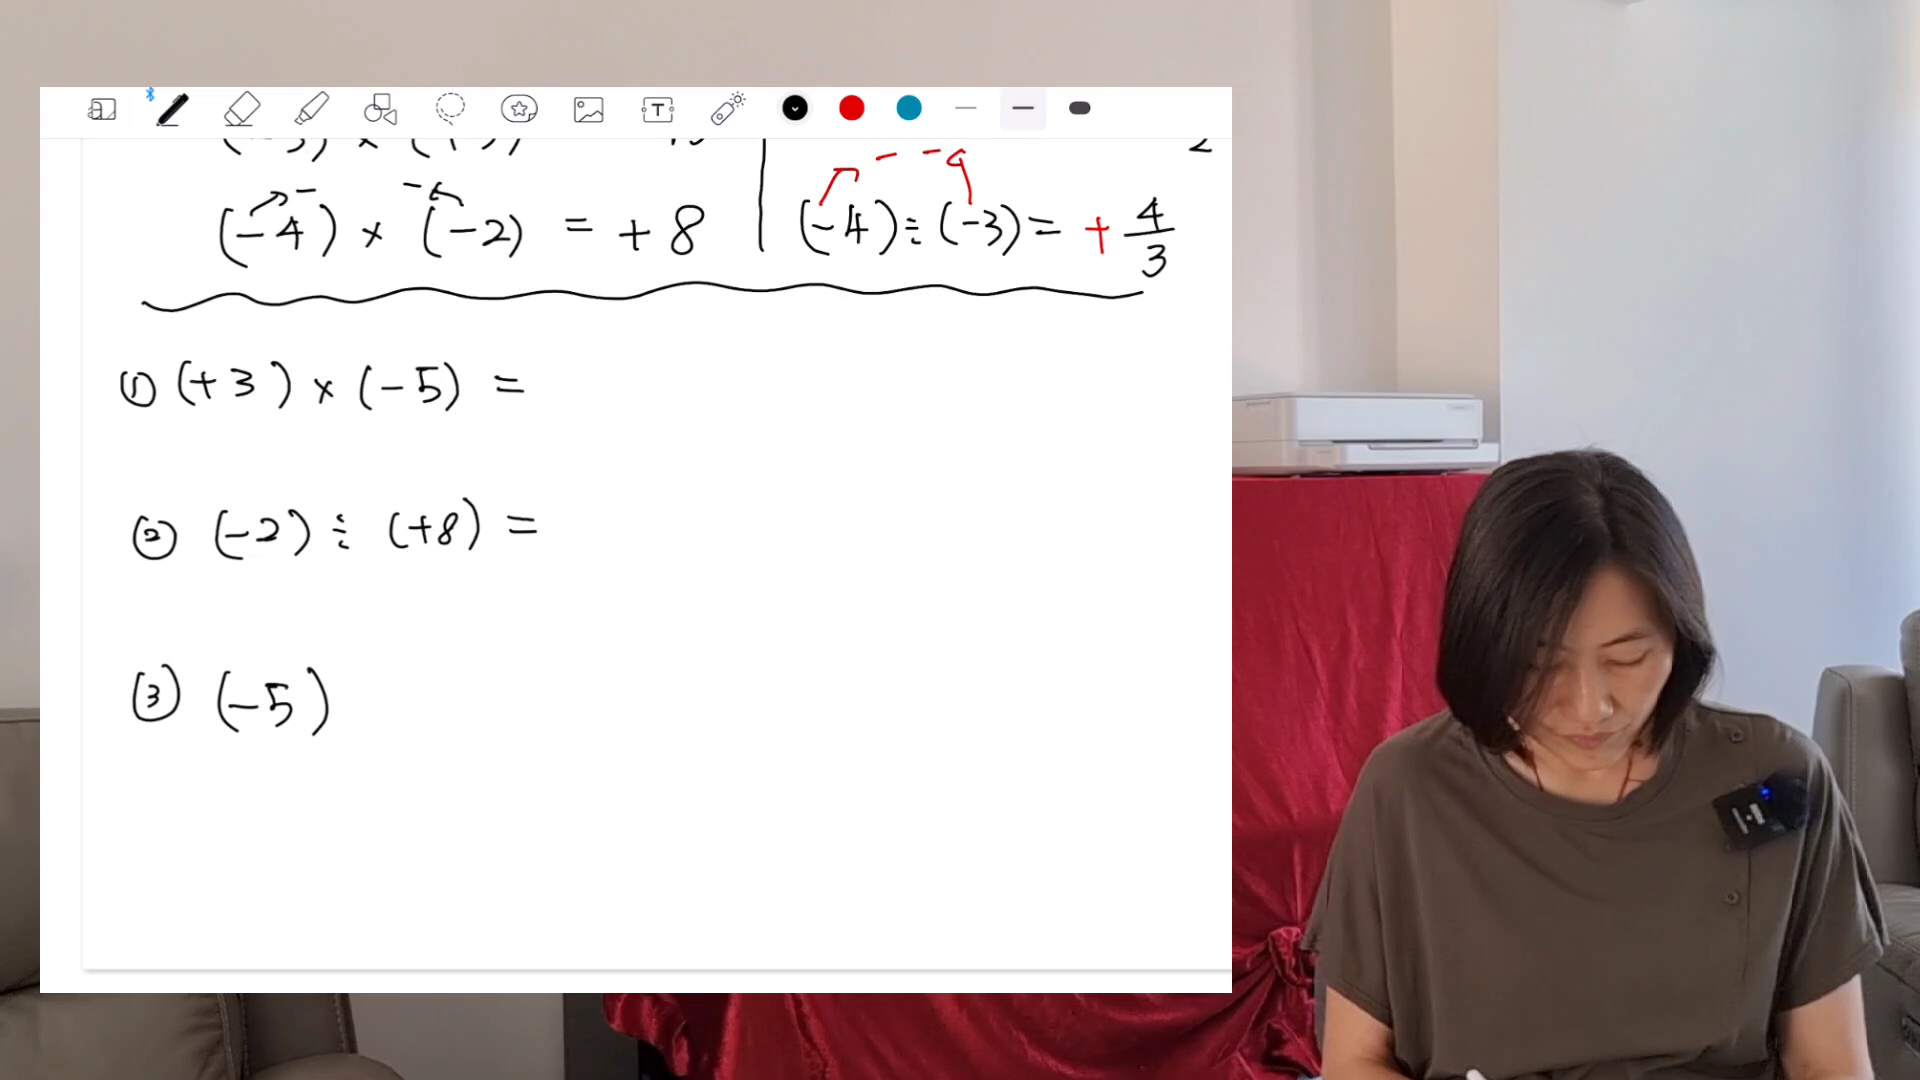 (-4) × (-2) = +8
(-4) ÷ (-3) = + 4/3
① (+3) × (-5) =
② (-2) ÷ (+8) =
③ (-5)